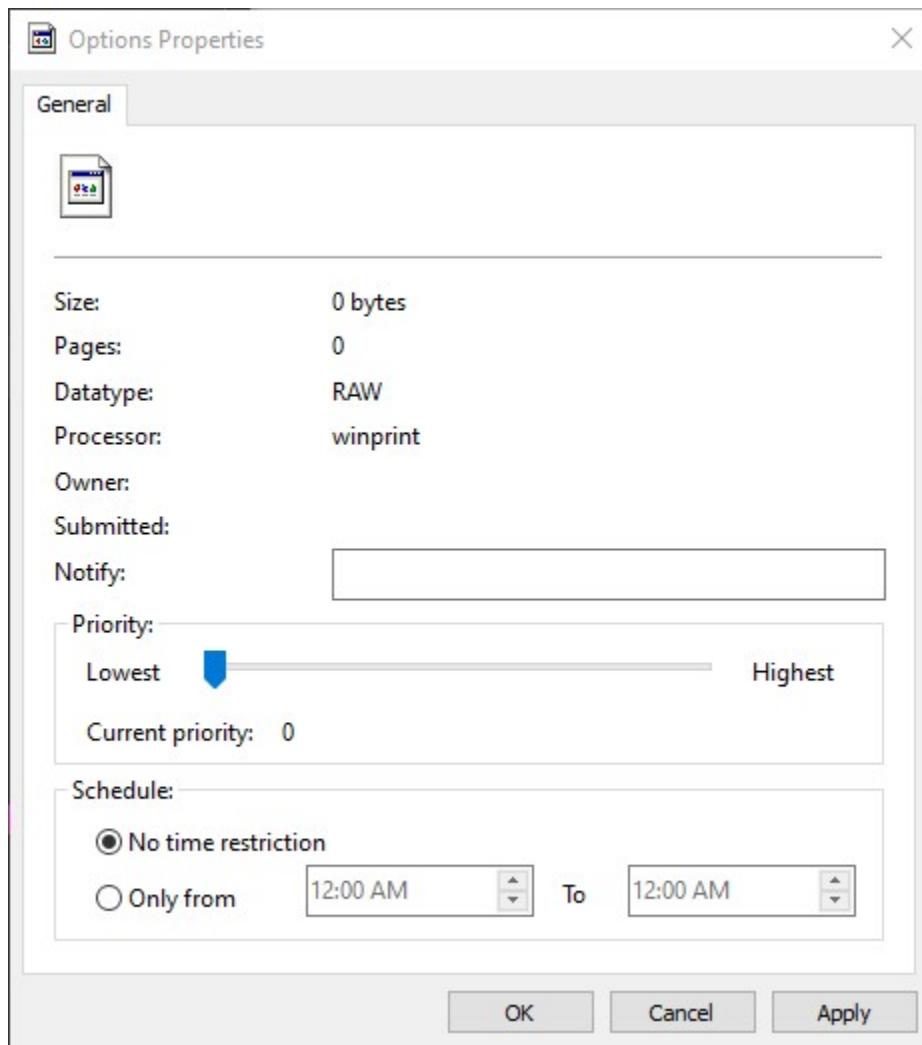 Options Properties
General
Size: 0 bytes
Pages: 0
Datatype: RAW
Processor: winprint
Owner:
Submitted:
Notify:
Priority:
Lowest Highest
Current priority: 0
Schedule:
No time restriction
Only from 12:00 AM To 12:00 AM
OK Cancel Apply